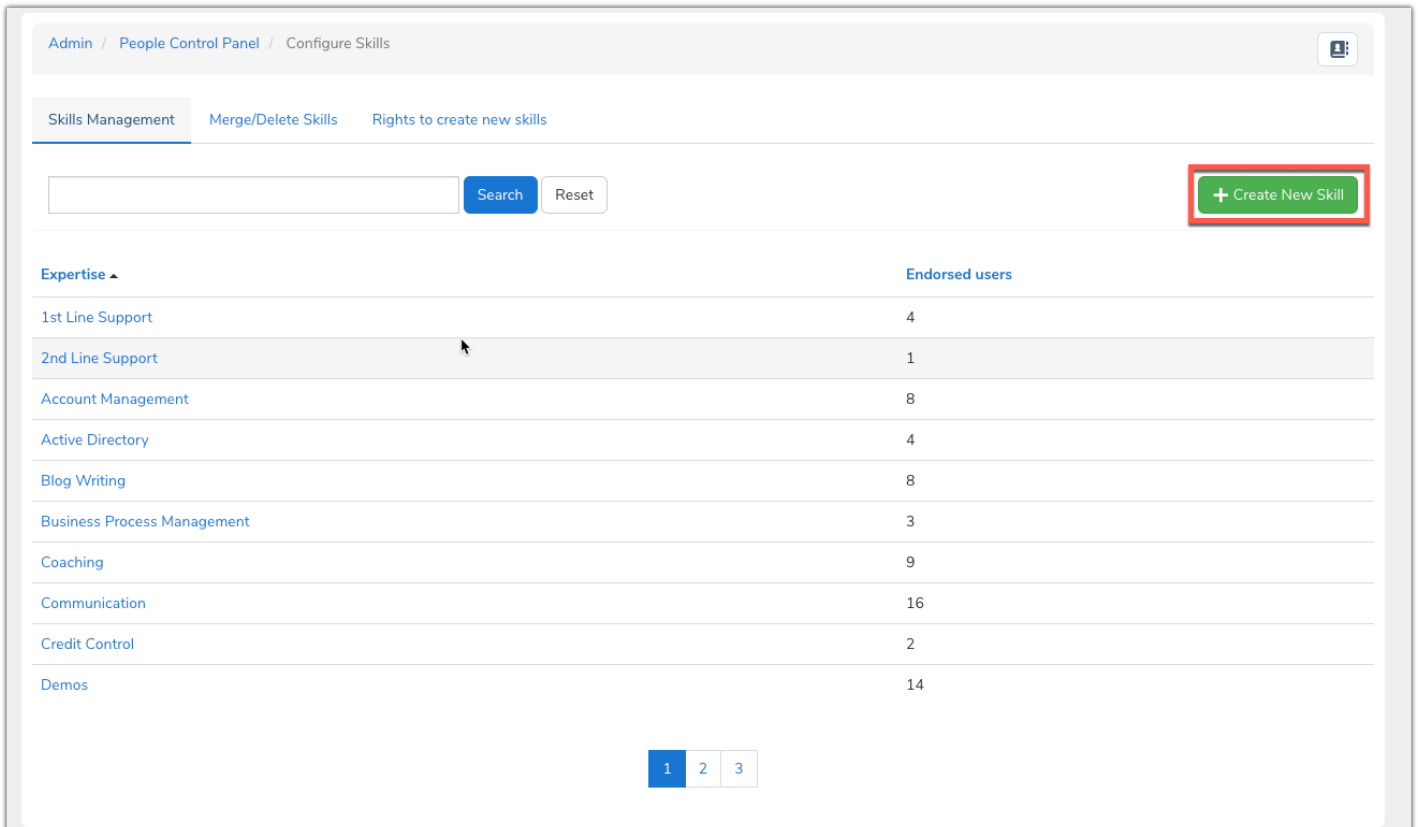 Admin / People Control Panel / Configure Skills
Skills Management Merge/Delete Skills Rights to create new skills
Search Reset + Create New Skill
Expertise Endorsed users
1st Line Support 4
2nd Line Support 1
Account Management 8
Active Directory 4
Blog Writing 8
Business Process Management 3
Coaching 9
Communication 16
Credit Control 2
Demos 14
1 2 3